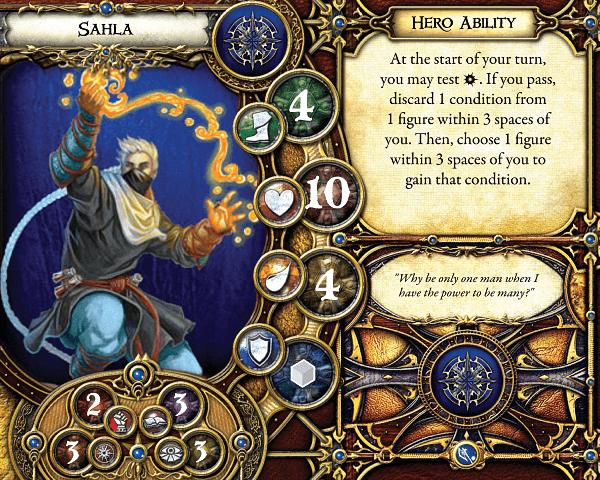 Sahla
4
10
4
2
3
3
3
Hero Ability
At the start of your turn,
you may test . If you pass,
discard 1 condition from
1 figure within 3 spaces of
you. Then, choose 1 figure
within 3 spaces of you to
gain that condition.
"Why be only one man when I
have the power to be many?"